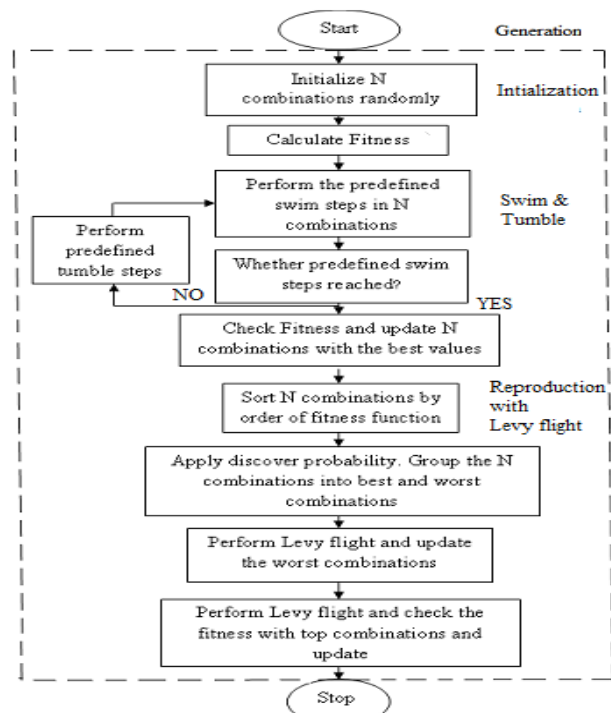 Start
Generation
Initialize N
combinations randomly
Intialization
Calculate Fitness
Perform the predefined
swim steps in N
combinations
Swim &
Tumble
Perform
predefined
tumble steps
Whether predefined swim
steps reached?
NO
YES
Check Fitness and update N
combinations with the best values
Sort N combinations by
order of fitness function
Reproduction
with
Levy flight
Apply discover probability. Group the N
combinations into best and worst
combinations
Perform Levy flight and update
the worst combinations
Perform Levy flight and check the
fitness with top combinations and
update
Stop